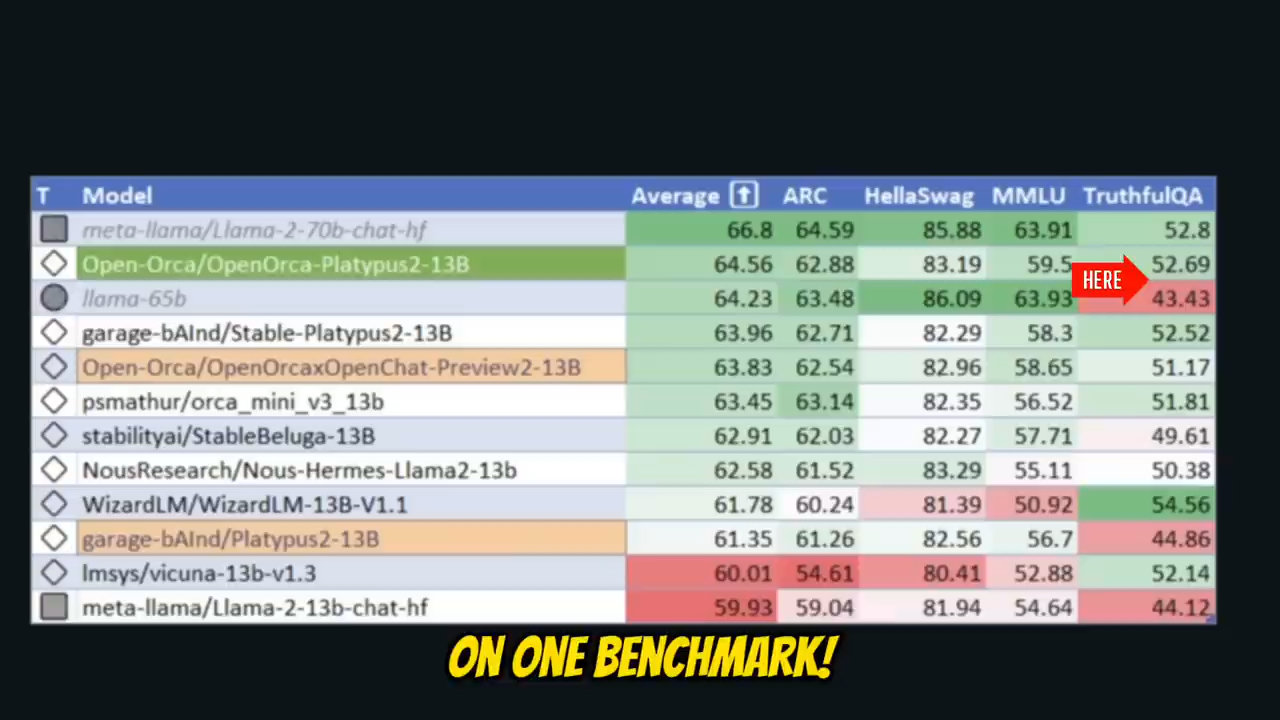 T Model Average ARC HellaSwag MMLU TruthfulQA
meta-llama/Llama-2-70b-chat-hf 66.8 64.59 85.88 63.91 52.8
Open-Orca/OpenOrca-Platypus2-13B 64.56 62.88 83.19 59.5 52.69
HERE
llama-65b 64.23 63.48 86.09 63.93 43.43
garage-bAInd/Stable-Platypus2-13B 63.96 62.71 82.29 58.3 52.52
Open-Orca/OpenOrcaxOpenChat-Preview2-13B 63.83 62.54 82.96 58.65 51.17
psmathur/orca_mini_v3_13b 63.45 63.14 82.35 56.52 51.81
stabilityai/StableBeluga-13B 62.91 62.03 82.27 57.71 49.61
NousResearch/Nous-Hermes-Llama2-13b 62.58 61.52 83.29 55.11 50.38
WizardLM/WizardLM-13B-V1.1 61.78 60.24 81.39 50.92 54.56
garage-bAInd/Platypus2-13B 61.35 61.26 82.56 56.7 44.86
lmsys/vicuna-13b-v1.3 60.01 54.61 80.41 52.88 52.14
meta-llama/Llama-2-13b-chat-hf 59.93 59.04 81.94 54.64 44.12
ON ONE BENCHMARK!